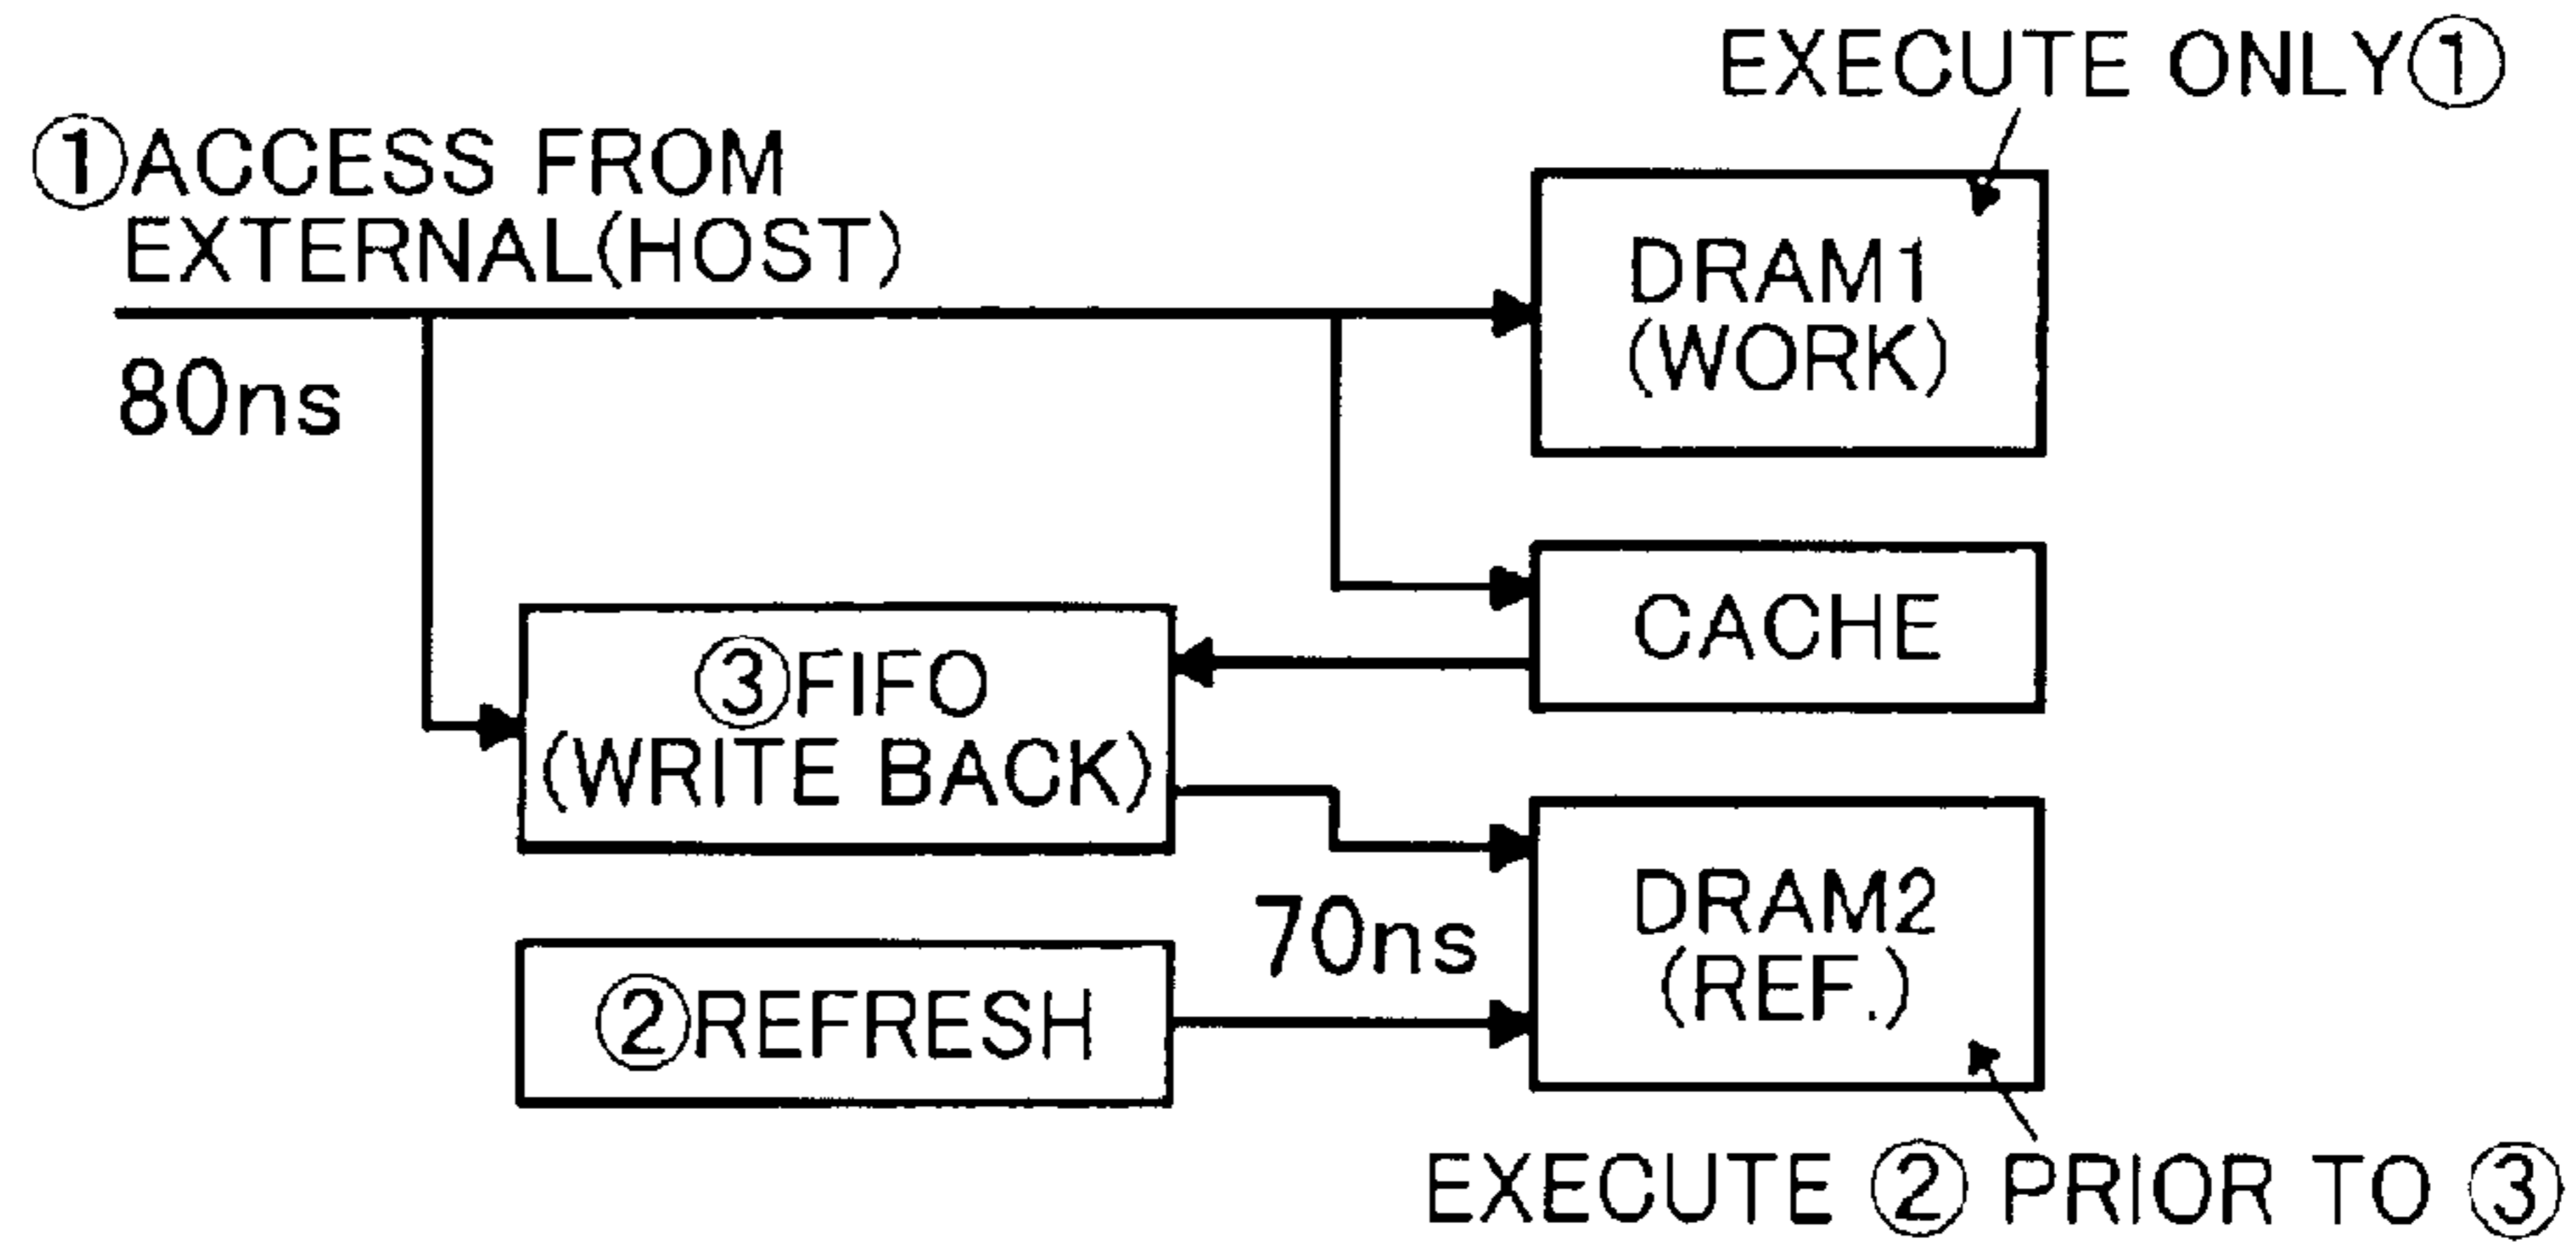 EXECUTE ONLY①
①ACCESS FROM
EXTERNAL(HOST)
80ns
DRAM1
(WORK)
CACHE
③FIFO
(WRITE BACK)
70ns
DRAM2
(REF.)
②REFRESH
EXECUTE ② PRIOR TO ③